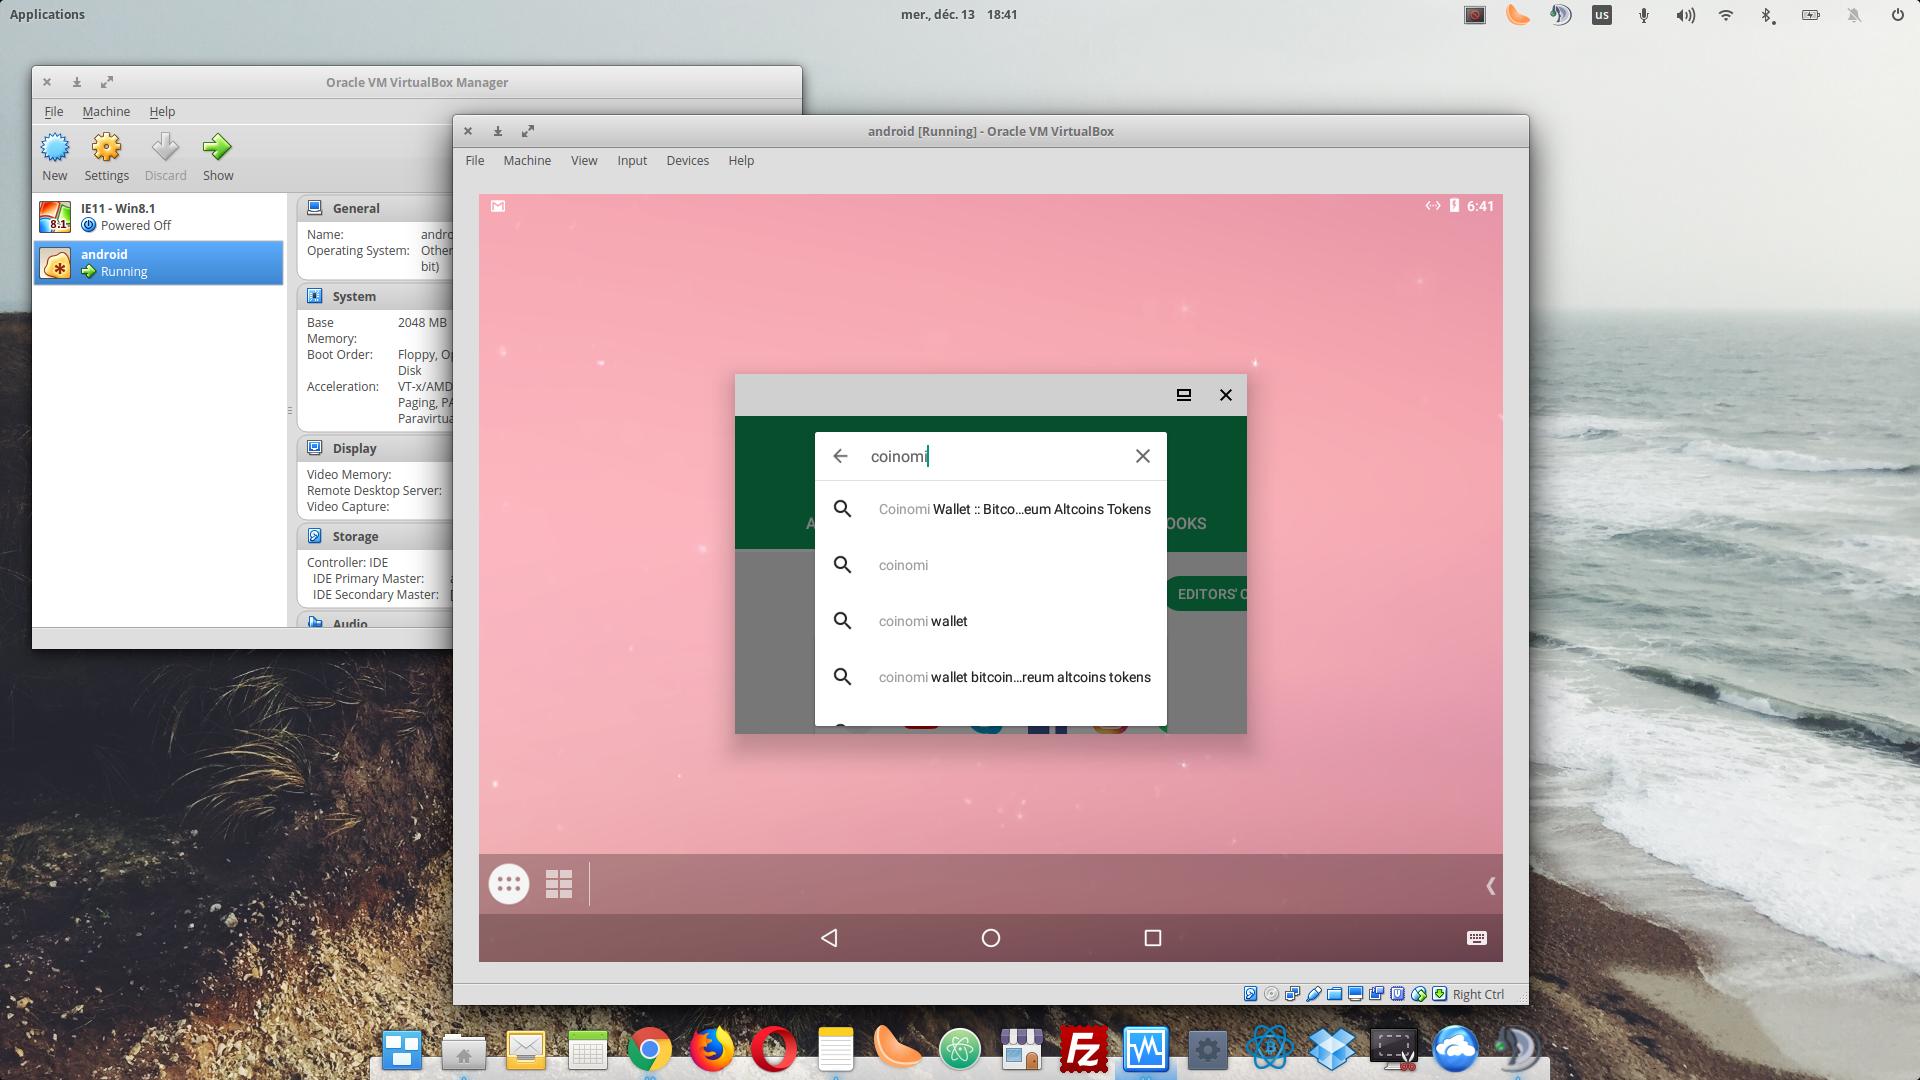 Applications
mer., déc. 13 18:41
us
Oracle VM VirtualBox Manager
File Machine Help
New Settings Discard Show
IE11 - Win8.1
Powered Off
8.1
android
Running
General
Name: andro
Operating System: Other
bit)
System
Base 2048 MB
Memory:
Boot Order: Floppy, Op
Disk
Acceleration: VT-x/AMD
Paging, PA
Paravirtua
Display
Video Memory:
Remote Desktop Server:
Video Capture:
Storage
Controller: IDE
IDE Primary Master: a
IDE Secondary Master: [
Audio
android [Running] - Oracle VM VirtualBox
File Machine View Input Devices Help
6:41
coinomi
Coinomi Wallet :: Bitco...eum Altcoins Tokens
coinomi
coinomi wallet
coinomi wallet bitcoin...reum altcoins tokens
A
OOKS
EDITORS' C
Right Ctrl
FZ